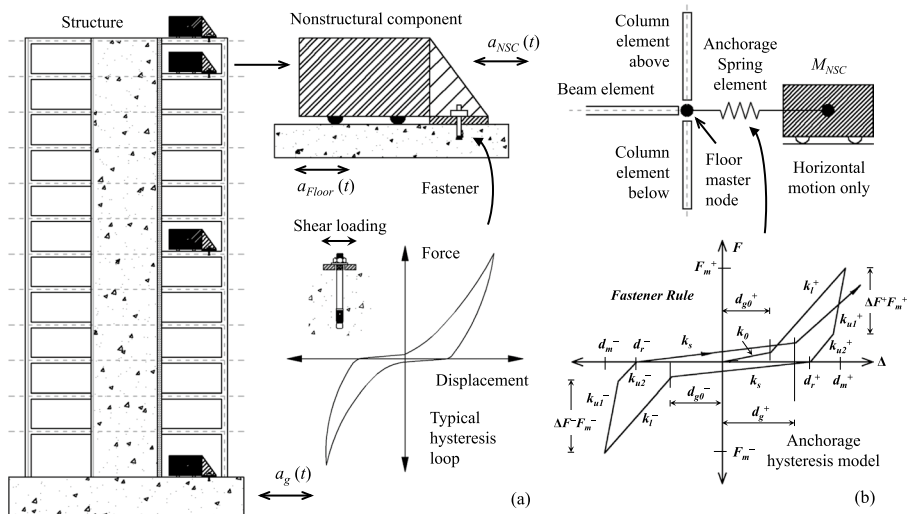 Structure
Nonstructural component
a_NSC (t)
a_Floor (t)
Fastener
Shear loading
Force
Displacement
Typical
hysteresis
loop
a_g (t)
(a)
Column
element
above
Anchorage
Spring
element
M_NSC
Beam element
Column
element
below
Floor
master
node
Horizontal
motion only
F
F_m^+
Fastener Rule
d_g0^+
k_l^+
ΔF^+F_m^+
k_0
k_u1^+
d_m^-
d_r^-
k_s
k_u2^+
Δ
k_u1^-
k_u2^-
k_s
d_r^+
d_m^+
d_g0^-
k_l^-
d_g^+
ΔF^-F_m^-
Anchorage
hysteresis model
F_m^-
(b)